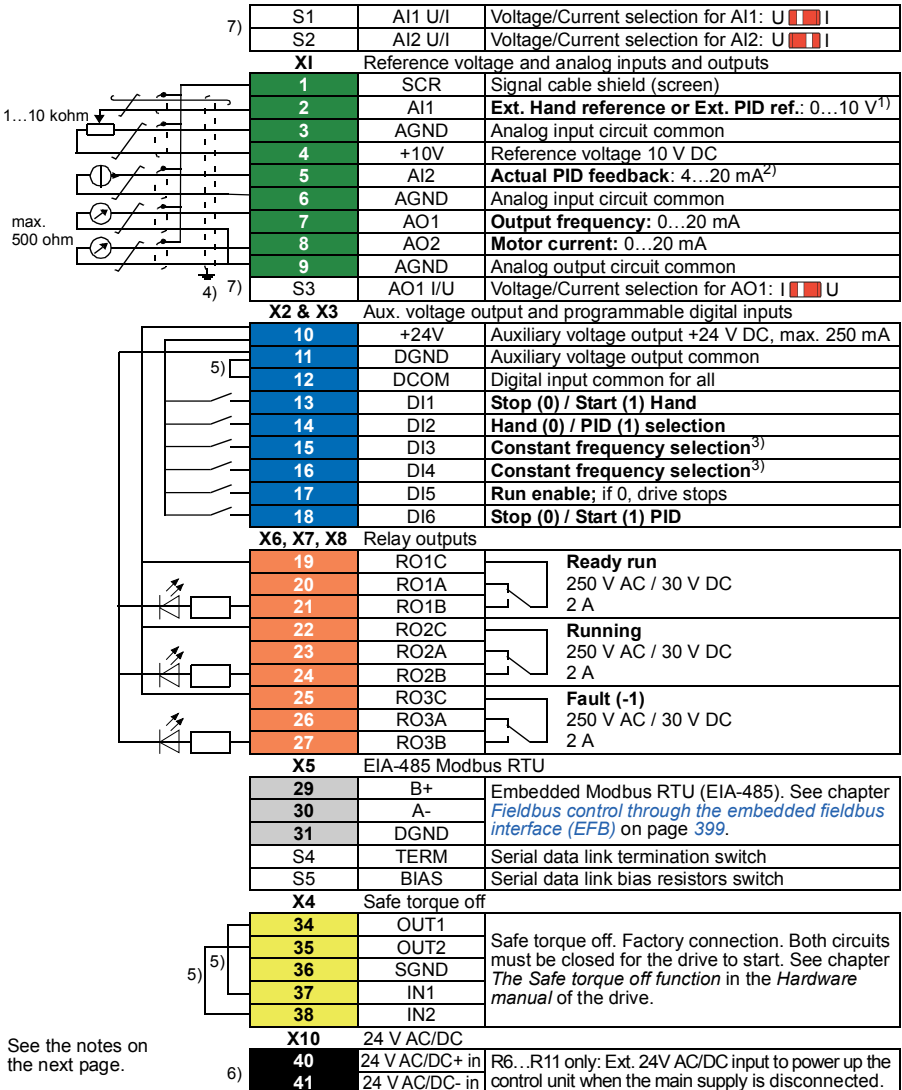 7) S1 AI1 U/I Voltage/Current selection for AI1: U I
S2 AI2 U/I Voltage/Current selection for AI2: U I
XI Reference voltage and analog inputs and outputs
1 SCR Signal cable shield (screen)
1…10 kohm 2 AI1 Ext. Hand reference or Ext. PID ref.: 0…10 V1)
3 AGND Analog input circuit common
4 +10V Reference voltage 10 V DC
5 AI2 Actual PID feedback: 4…20 mA2)
6 AGND Analog input circuit common
max.
500 ohm
7 AO1 Output frequency: 0…20 mA
8 AO2 Motor current: 0…20 mA
9 AGND Analog output circuit common
4) 7) S3 AO1 I/U Voltage/Current selection for AO1: I U
X2 & X3 Aux. voltage output and programmable digital inputs
10 +24V Auxiliary voltage output +24 V DC, max. 250 mA
11 DGND Auxiliary voltage output common
5) 12 DCOM Digital input common for all
13 DI1 Stop (0) / Start (1) Hand
14 DI2 Hand (0) / PID (1) selection
15 DI3 Constant frequency selection3)
16 DI4 Constant frequency selection3)
17 DI5 Run enable; if 0, drive stops
18 DI6 Stop (0) / Start (1) PID
X6, X7, X8 Relay outputs
19 RO1C Ready run
20 RO1A 250 V AC / 30 V DC
21 RO1B 2 A
22 RO2C Running
23 RO2A 250 V AC / 30 V DC
24 RO2B 2 A
25 RO3C Fault (-1)
26 RO3A 250 V AC / 30 V DC
27 RO3B 2 A
X5 EIA-485 Modbus RTU
29 B+ Embedded Modbus RTU (EIA-485). See chapter
30 A- Fieldbus control through the embedded fieldbus
31 DGND interface (EFB) on page 399.
S4 TERM Serial data link termination switch
S5 BIAS Serial data link bias resistors switch
X4 Safe torque off
34 OUT1
35 OUT2
5) 5) 36 SGND
37 IN1
38 IN2
Safe torque off. Factory connection. Both circuits
must be closed for the drive to start. See chapter
The Safe torque off function in the Hardware
manual of the drive.
X10 24 V AC/DC
See the notes on
the next page.
6) 40 24 V AC/DC+ in R6…R11 only: Ext. 24V AC/DC input to power up the
41 24 V AC/DC- in control unit when the main supply is disconnected.